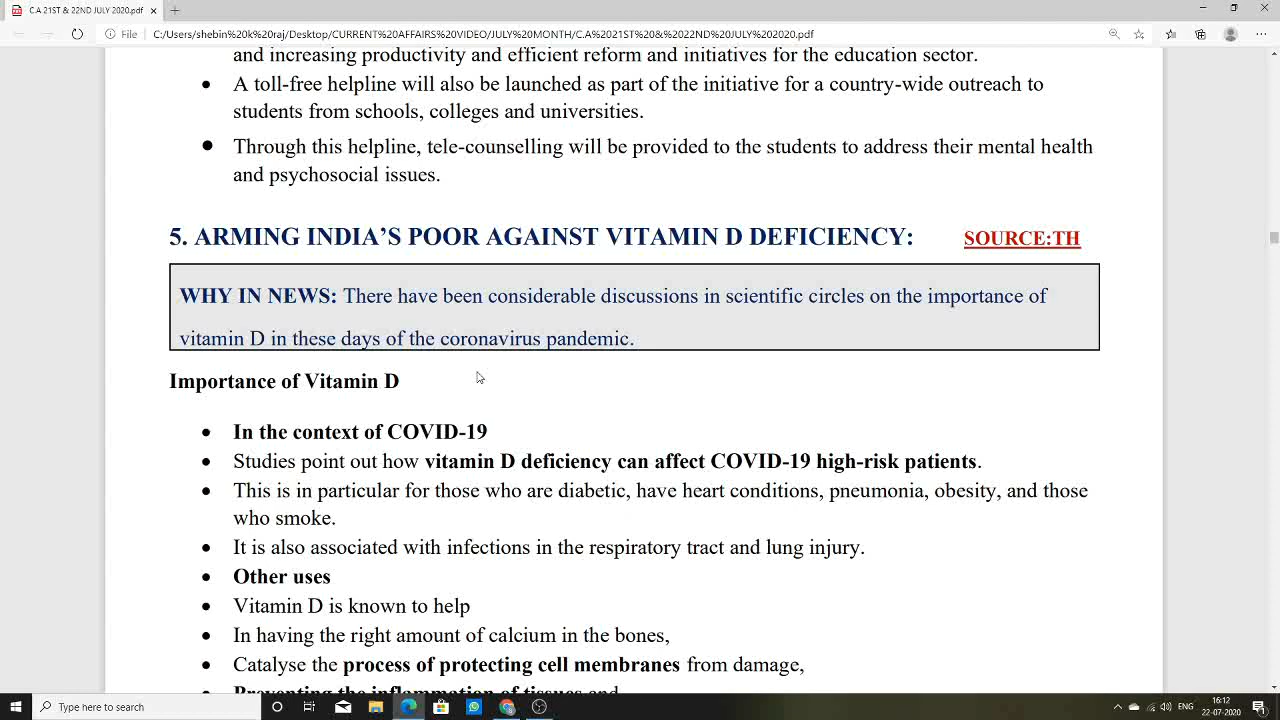 C.A 21ST & 22ND JULY 2020.pdf
File
C:/Users/shebin%20k%20raj/Desktop/CURRENT%20AFFAIRS%20VIDEO/JULY%20MONTH/C.A%2021ST%20&%2022ND%20JULY%202020.pdf
and increasing productivity and efficient reform and initiatives for the education sector.
• A toll-free helpline will also be launched as part of the initiative for a country-wide outreach to
students from schools, colleges and universities.
• Through this helpline, tele-counselling will be provided to the students to address their mental health
and psychosocial issues.
5. ARMING INDIA’S POOR AGAINST VITAMIN D DEFICIENCY: SOURCE:TH
WHY IN NEWS: There have been considerable discussions in scientific circles on the importance of
vitamin D in these days of the coronavirus pandemic.
Importance of Vitamin D
• In the context of COVID-19
• Studies point out how vitamin D deficiency can affect COVID-19 high-risk patients.
• This is in particular for those who are diabetic, have heart conditions, pneumonia, obesity, and those
who smoke.
• It is also associated with infections in the respiratory tract and lung injury.
• Other uses
• Vitamin D is known to help
• In having the right amount of calcium in the bones,
• Catalyse the process of protecting cell membranes from damage,
• Preventing the inflammation of tissues and
Type here to search
ENG
16:12
22-07-2020